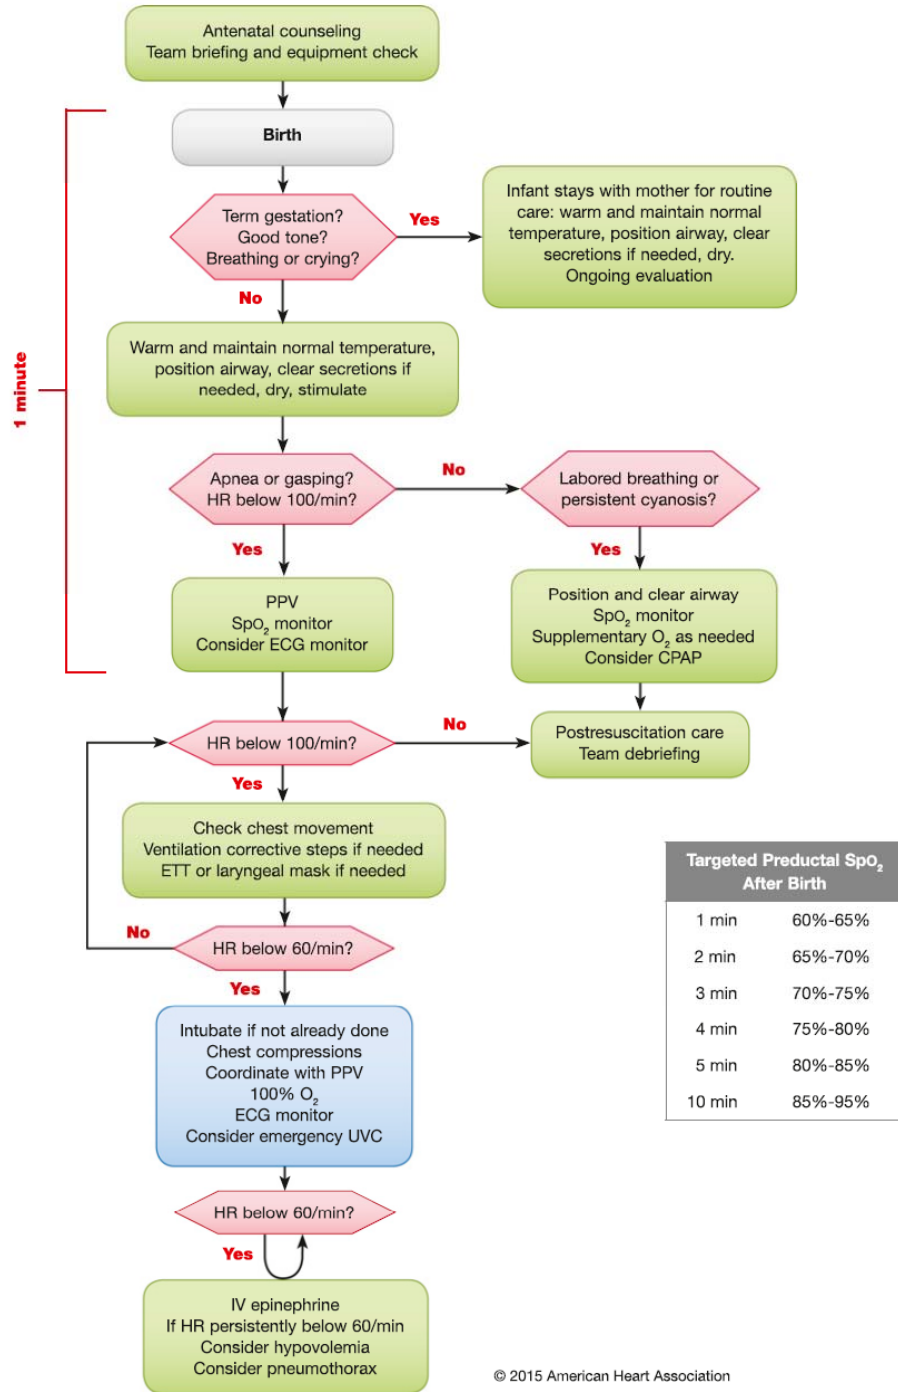 Antenatal counseling
Team briefing and equipment check
Birth
Term gestation?
Good tone?
Breathing or crying?
Yes
Infant stays with mother for routine
care: warm and maintain normal
temperature, position airway, clear
secretions if needed, dry.
Ongoing evaluation
No
1 minute
Warm and maintain normal temperature,
position airway, clear secretions if
needed, dry, stimulate
Apnea or gasping?
HR below 100/min?
No
Labored breathing or
persistent cyanosis?
Yes
Yes
PPV
SpO₂ monitor
Consider ECG monitor
Position and clear airway
SpO₂ monitor
Supplementary O₂ as needed
Consider CPAP
HR below 100/min?
No
Postresuscitation care
Team debriefing
Yes
Check chest movement
Ventilation corrective steps if needed
ETT or laryngeal mask if needed
No
HR below 60/min?
Yes
Intubate if not already done
Chest compressions
Coordinate with PPV
100% O₂
ECG monitor
Consider emergency UVC
HR below 60/min?
Yes
IV epinephrine
If HR persistently below 60/min
Consider hypovolemia
Consider pneumothorax
Targeted Preductal SpO₂
After Birth
1 min 60%-65%
2 min 65%-70%
3 min 70%-75%
4 min 75%-80%
5 min 80%-85%
10 min 85%-95%
© 2015 American Heart Association